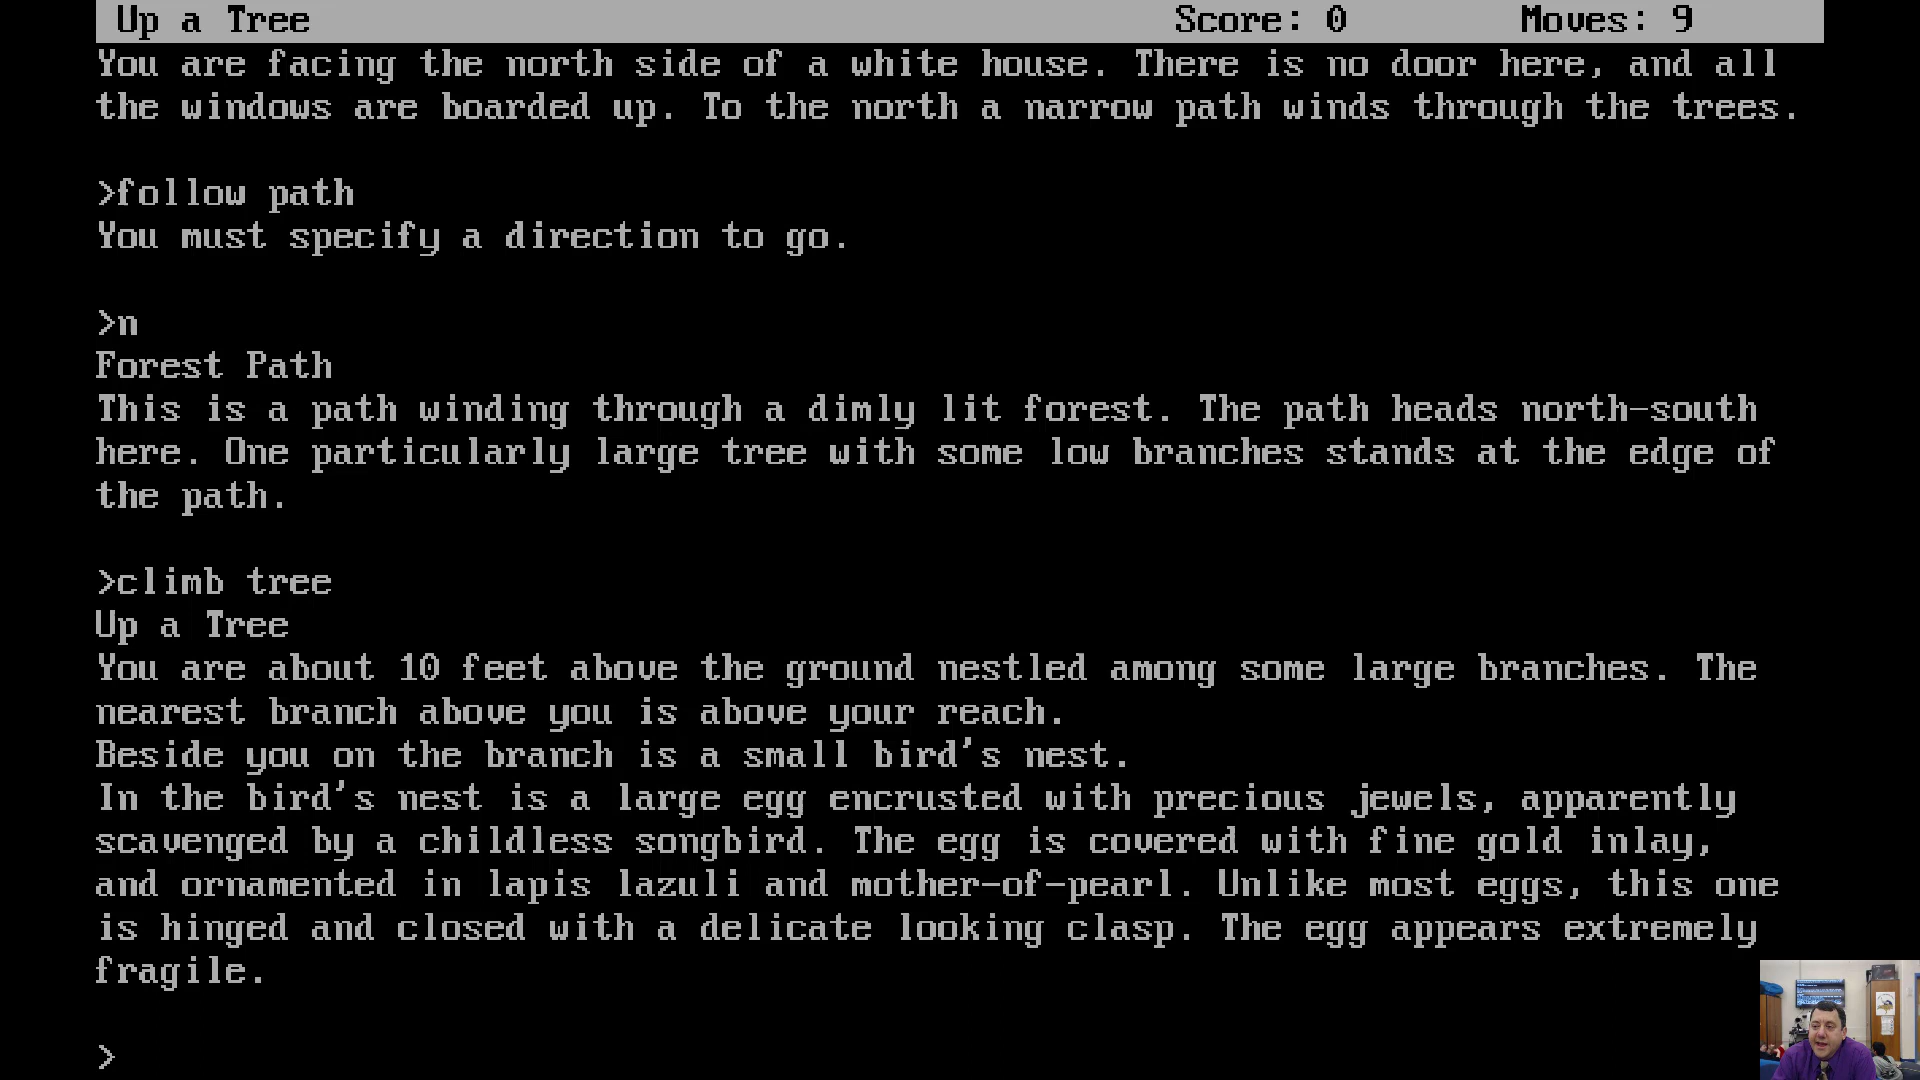 Up a Tree Score: 0 Moves: 9
You are facing the north side of a white house. There is no door here, and all
the windows are boarded up. To the north a narrow path winds through the trees.
>follow path
You must specify a direction to go.
>n
Forest Path
This is a path winding through a dimly lit forest. The path heads north-south
here. One particularly large tree with some low branches stands at the edge of
the path.
>climb tree
Up a Tree
You are about 10 feet above the ground nestled among some large branches. The
nearest branch above you is above your reach.
Beside you on the branch is a small bird's nest.
In the bird's nest is a large egg encrusted with precious jewels, apparently
scavenged by a childless songbird. The egg is covered with fine gold inlay,
and ornamented in lapis lazuli and mother-of-pearl. Unlike most eggs, this one
is hinged and closed with a delicate looking clasp. The egg appears extremely
fragile.
>